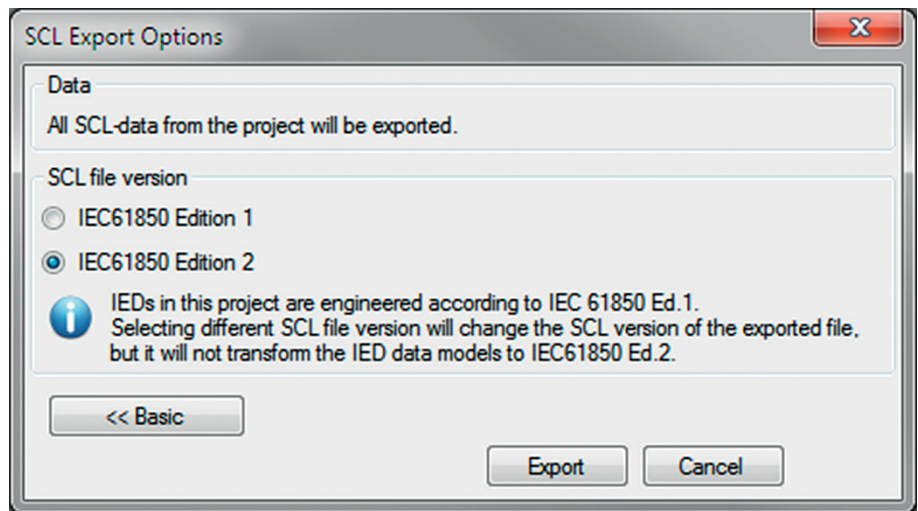 SCL Export Options
Data
All SCL-data from the project will be exported.
SCL file version
IEC61850 Edition 1
IEC61850 Edition 2
IEDs in this project are engineered according to IEC 61850 Ed.1.
Selecting different SCL file version will change the SCL version of the exported file,
but it will not transform the IED data models to IEC61850 Ed.2.
<< Basic
Export
Cancel